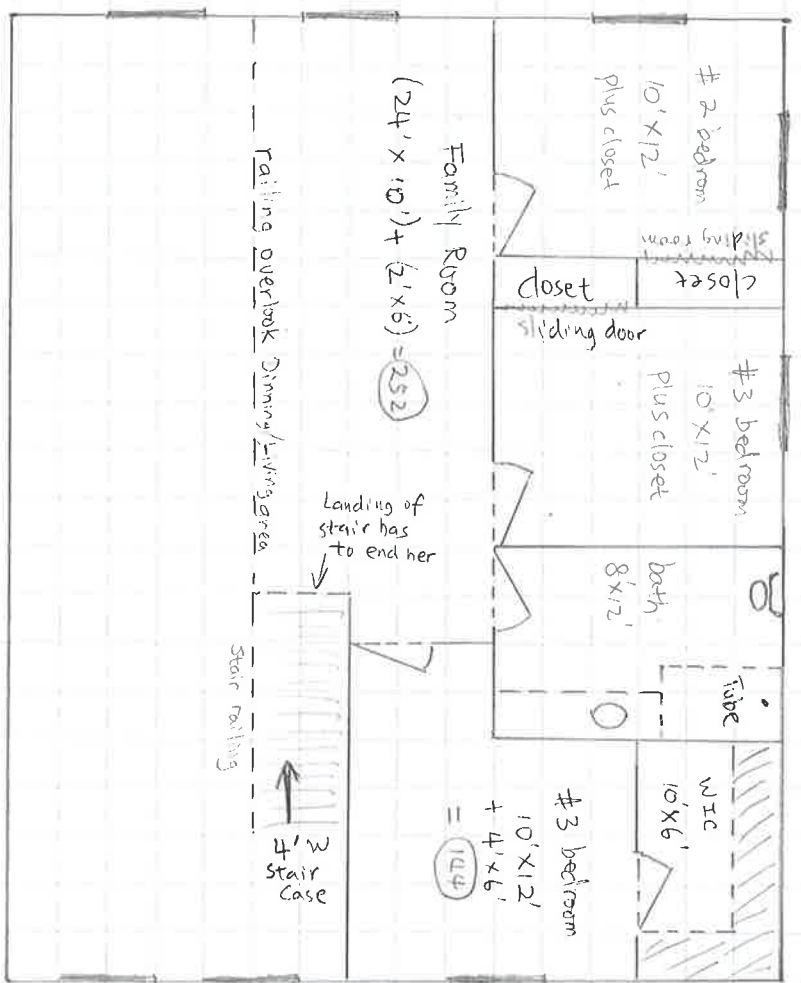 # 2 bedrom
10'x12'
plus closet
sliding room
closet
closet
sliding door
#3 bedroom
10'x12'
plus closet
Family Room
(24' x 10') + (2'x6') = 252
railing overlook Dinning/Living area
Landing of
stair has
to end her
bath
8'x12'
Tube
Stair railing
4' W
stair
Case
#3 bedroom
10'x12'
+ 4'x6'
= 144
WIC
10'x6'